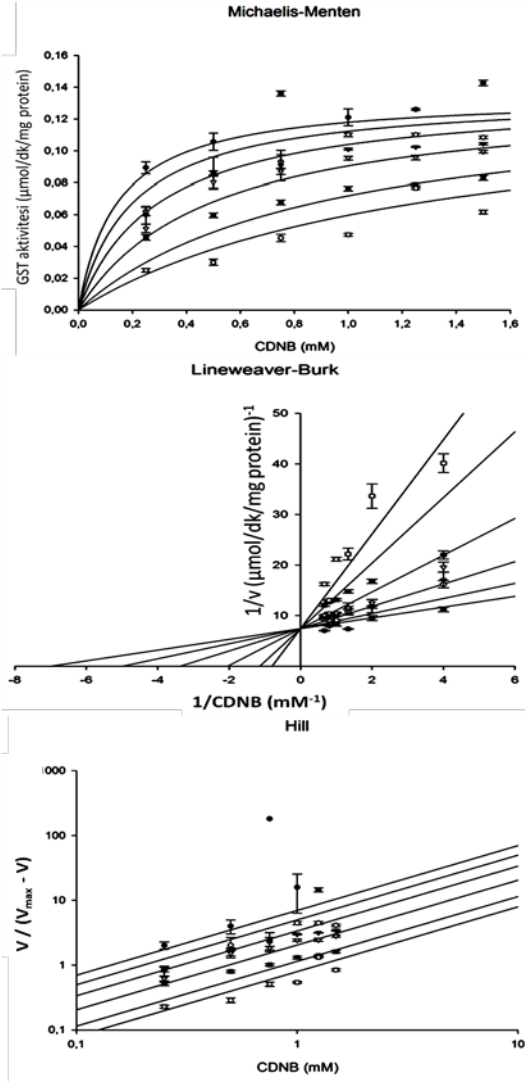 Michaelis-Menten
GST aktivitesi (µmol/dk/mg protein)
0,16
0,14
0,12
0,10
0,08
0,06
0,04
0,02
0,00
0,0 0,2 0,4 0,6 0,8 1,0 1,2 1,4 1,6
CDNB (mM)
Lineweaver-Burk
1/v (µmol/dk/mg protein)⁻¹
50
40
30
20
10
-8 -6 -4 -2 0 2 4 6
1/CDNB (mM⁻¹)
Hill
V / (Vmax - V)
000
100
10
1
0,1
0,1 1 10
CDNB (mM)